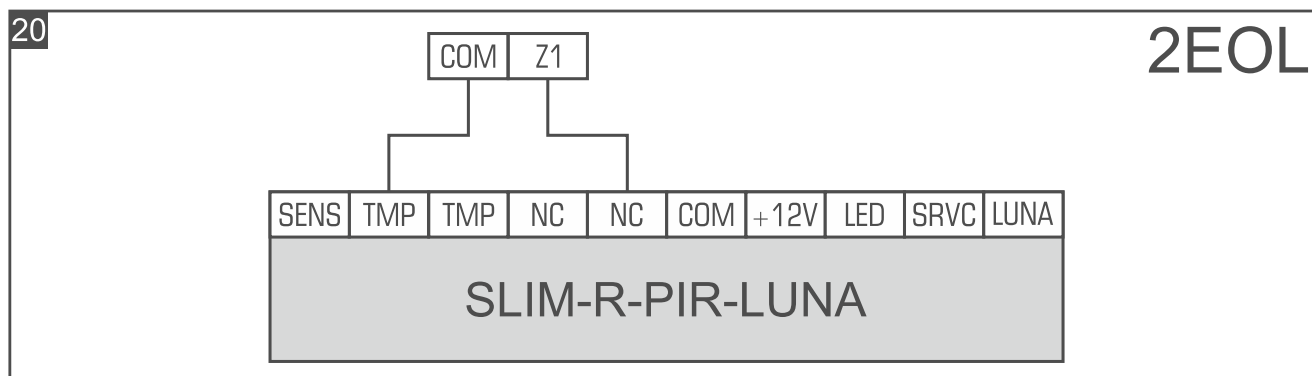 20
2EOL
COM Z1
SENS TMP TMP NC NC COM +12V LED SRVC LUNA
SLIM-R-PIR-LUNA